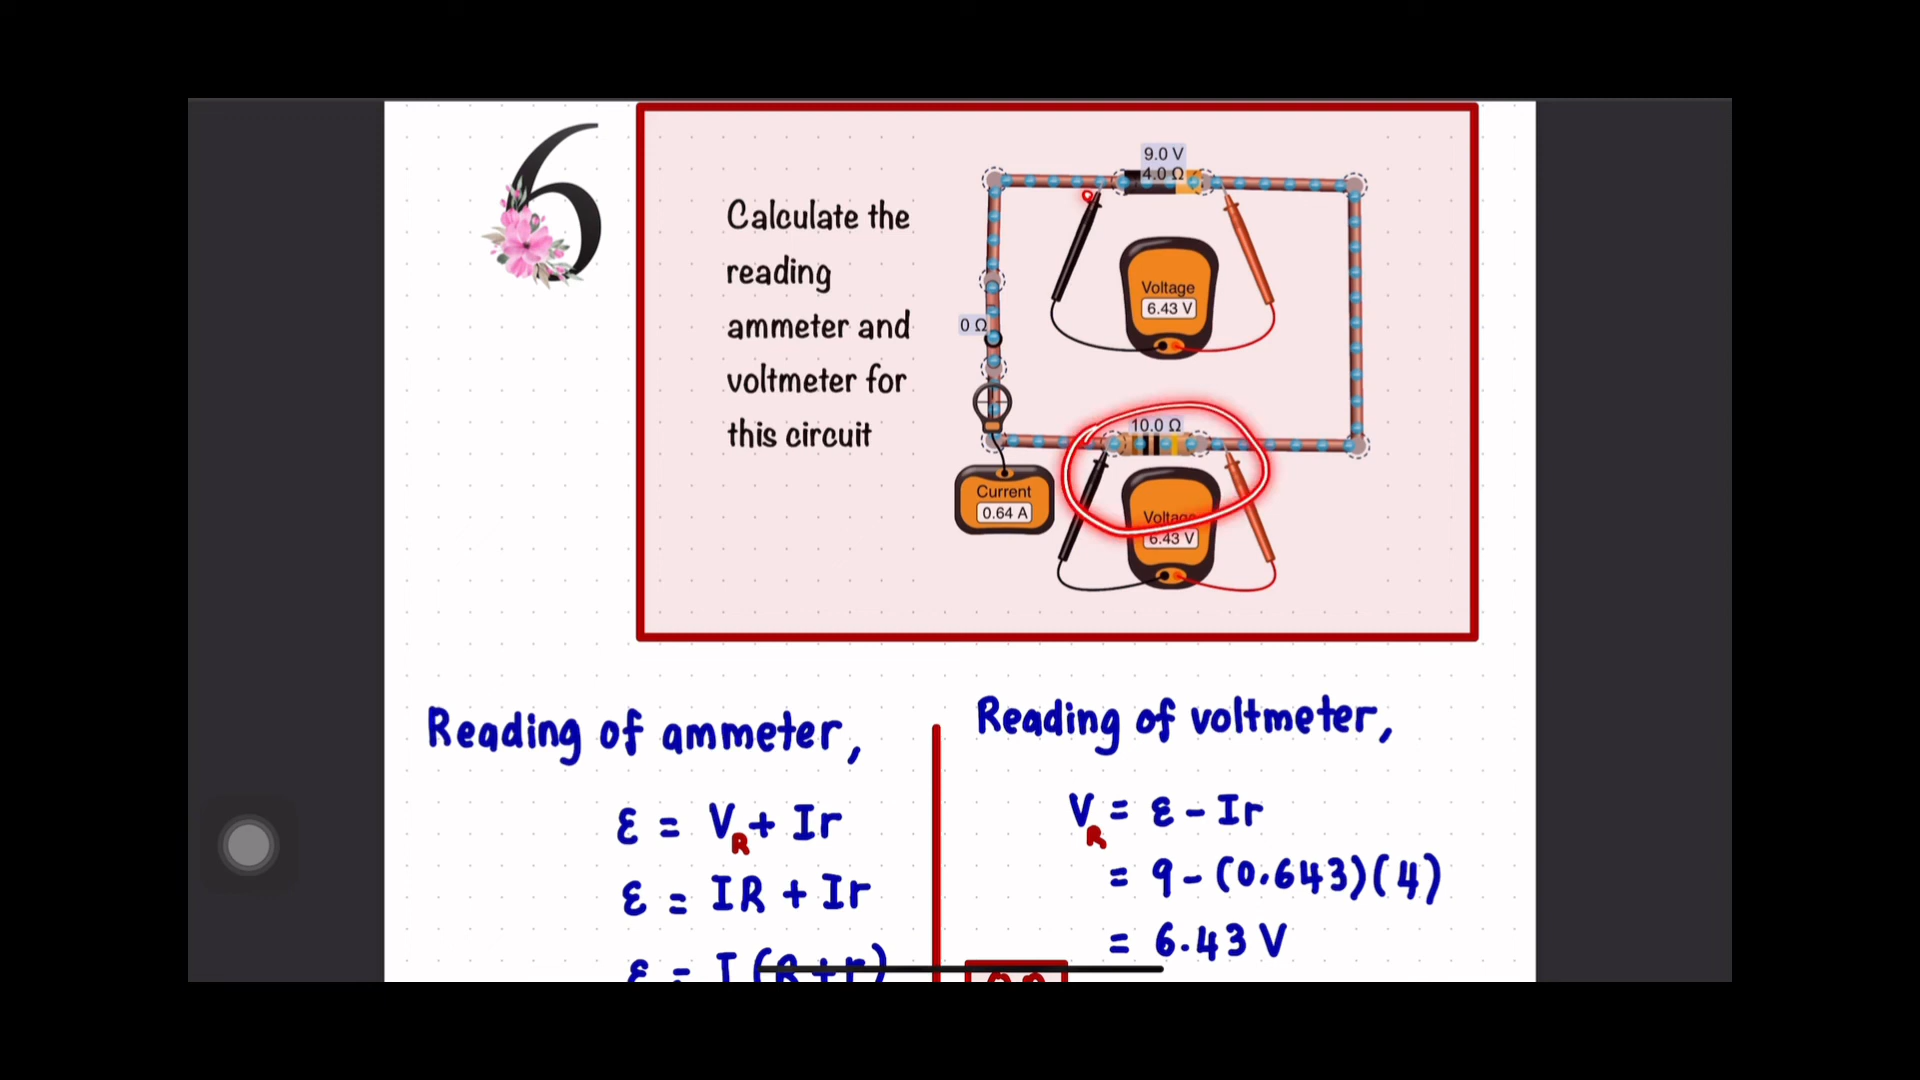 6
Calculate the
reading
ammeter and
voltmeter for
this circuit
9.0 V
4.0 Ω
Voltage
6.43 V
0 Ω
10.0 Ω
Current
0.64 A
Voltage
6.43 V
Reading of ammeter,
ε = VR + Ir
ε = IR + Ir
ε = I (R + r)
Reading of voltmeter,
VR = ε - Ir
= 9 - (0.643)(4)
= 6.43 V